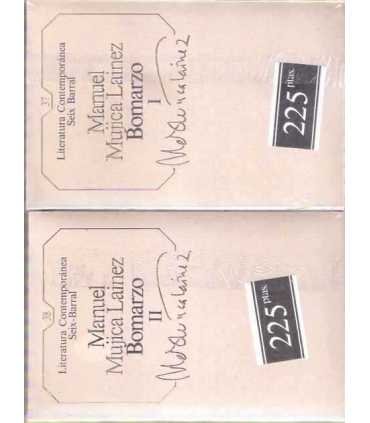 37
Literatura Contemporánea
Seix Barral
Manuel
Mujica Lainez
Bomarzo
I
225 ptas.
38
Literatura Contemporánea
Seix-Barral
Manuel
Mujica Lainez
Bomarzo
II
225 ptas.